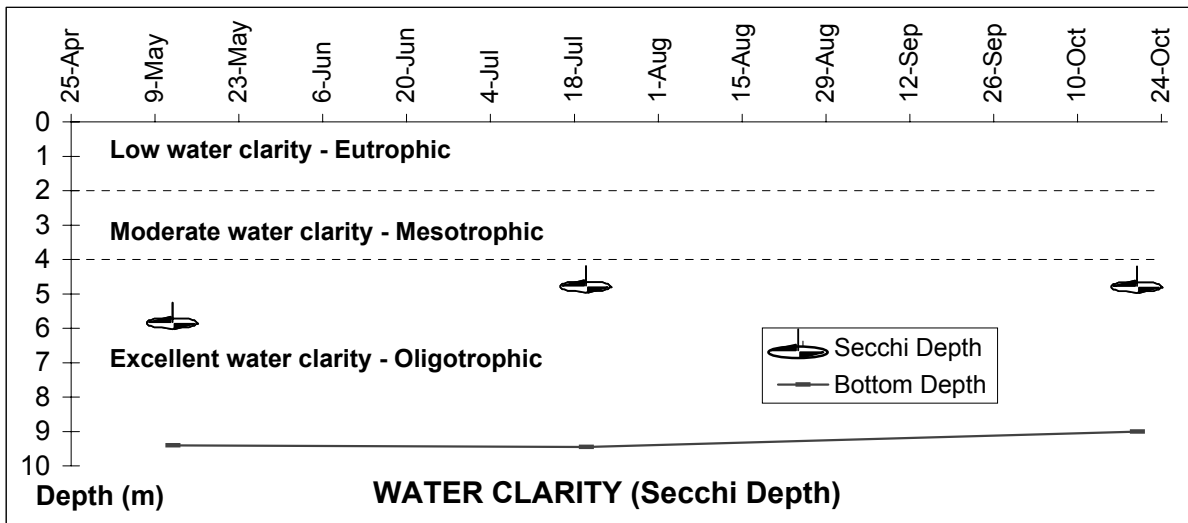 25-Apr
9-May
23-May
6-Jun
20-Jun
4-Jul
18-Jul
1-Aug
15-Aug
29-Aug
12-Sep
26-Sep
10-Oct
24-Oct
0
1
2
3
4
5
6
7
8
9
10
Low water clarity - Eutrophic
Moderate water clarity - Mesotrophic
Excellent water clarity - Oligotrophic
Secchi Depth
Bottom Depth
Depth (m)
WATER CLARITY (Secchi Depth)